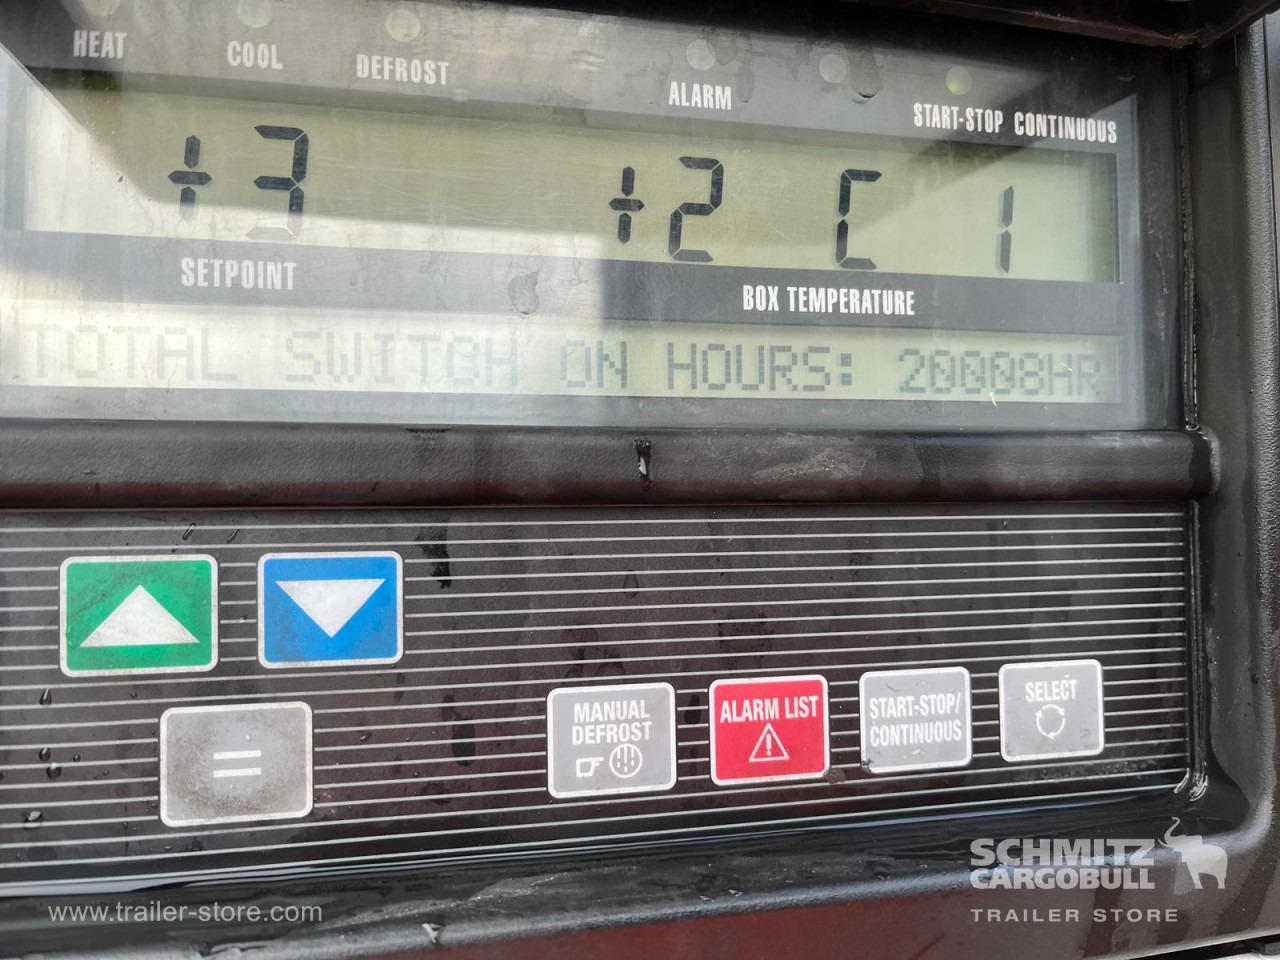 HEAT
COOL
DEFROST
ALARM
START-STOP CONTINUOUS
+3
+2 C 1
SETPOINT
BOX TEMPERATURE
TOTAL SWITCH ON HOURS: 20008HR
=
MANUAL
DEFROST
ALARM LIST
START-STOP/
CONTINUOUS
SELECT
SCHMITZ
CARGOBULL
TRAILER STORE
www.trailer-store.com